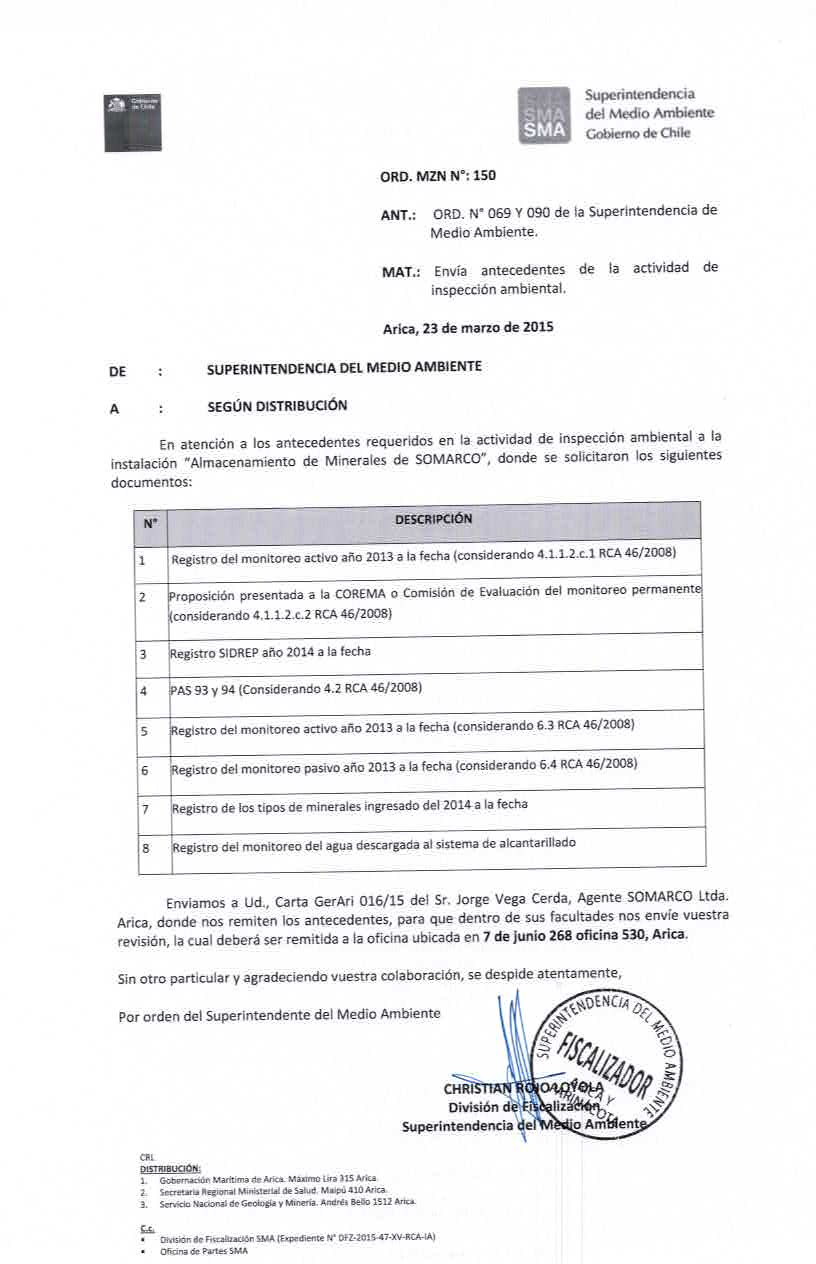 Gobierno
de Chile
SMA
SMA
Superintendencia
del Medio Ambiente
Gobierno de Chile
ORD. MZN N°: 150
ANT.: ORD. N° 069 Y 090 de la Superintendencia de
Medio Ambiente.
MAT.: Envía antecedentes de la actividad de
inspección ambiental.
Arica, 23 de marzo de 2015
DE : SUPERINTENDENCIA DEL MEDIO AMBIENTE
A : SEGÚN DISTRIBUCIÓN
En atención a los antecedentes requeridos en la actividad de inspección ambiental a la
instalación "Almacenamiento de Minerales de SOMARCO", donde se solicitaron los siguientes
documentos:
N° DESCRIPCIÓN
1 Registro del monitoreo activo año 2013 a la fecha (considerando 4.1.1.2.c.1 RCA 46/2008)
2 Proposición presentada a la COREMA o Comisión de Evaluación del monitoreo permanente
(considerando 4.1.1.2.c.2 RCA 46/2008)
3 Registro SIDREP año 2014 a la fecha
4 PAS 93 y 94 (Considerando 4.2 RCA 46/2008)
5 Registro del monitoreo activo año 2013 a la fecha (considerando 6.3 RCA 46/2008)
6 Registro del monitoreo pasivo año 2013 a la fecha (considerando 6.4 RCA 46/2008)
7 Registro de los tipos de minerales ingresado del 2014 a la fecha
8 Registro del monitoreo del agua descargada al sistema de alcantarillado
Enviamos a Ud., Carta GerAri 016/15 del Sr. Jorge Vega Cerda, Agente SOMARCO Ltda.
Arica, donde nos remiten los antecedentes, para que dentro de sus facultades nos envíe vuestra
revisión, la cual deberá ser remitida a la oficina ubicada en 7 de junio 268 oficina 530, Arica.
Sin otro particular y agradeciendo vuestra colaboración, se despide atentamente,
Por orden del Superintendente del Medio Ambiente
SUPERINTENDENCIA DEL MEDIO AMBIENTE
FISCALIZADOR
ARICA Y
PARINACOTA
CHRISTIAN ROJO LOYOLA
División de Fiscalización
Superintendencia del Medio Ambiente
CRL
DISTRIBUCIÓN:
1. Gobernación Marítima de Arica. Máximo Lira 315 Arica.
2. Secretaria Regional Ministerial de Salud. Maipú 410 Arica.
3. Servicio Nacional de Geología y Minería. Andrés Bello 1512 Arica.
C.c.
▪ División de Fiscalización SMA (Expediente N° DFZ-2015-47-XV-RCA-IA)
▪ Oficina de Partes SMA